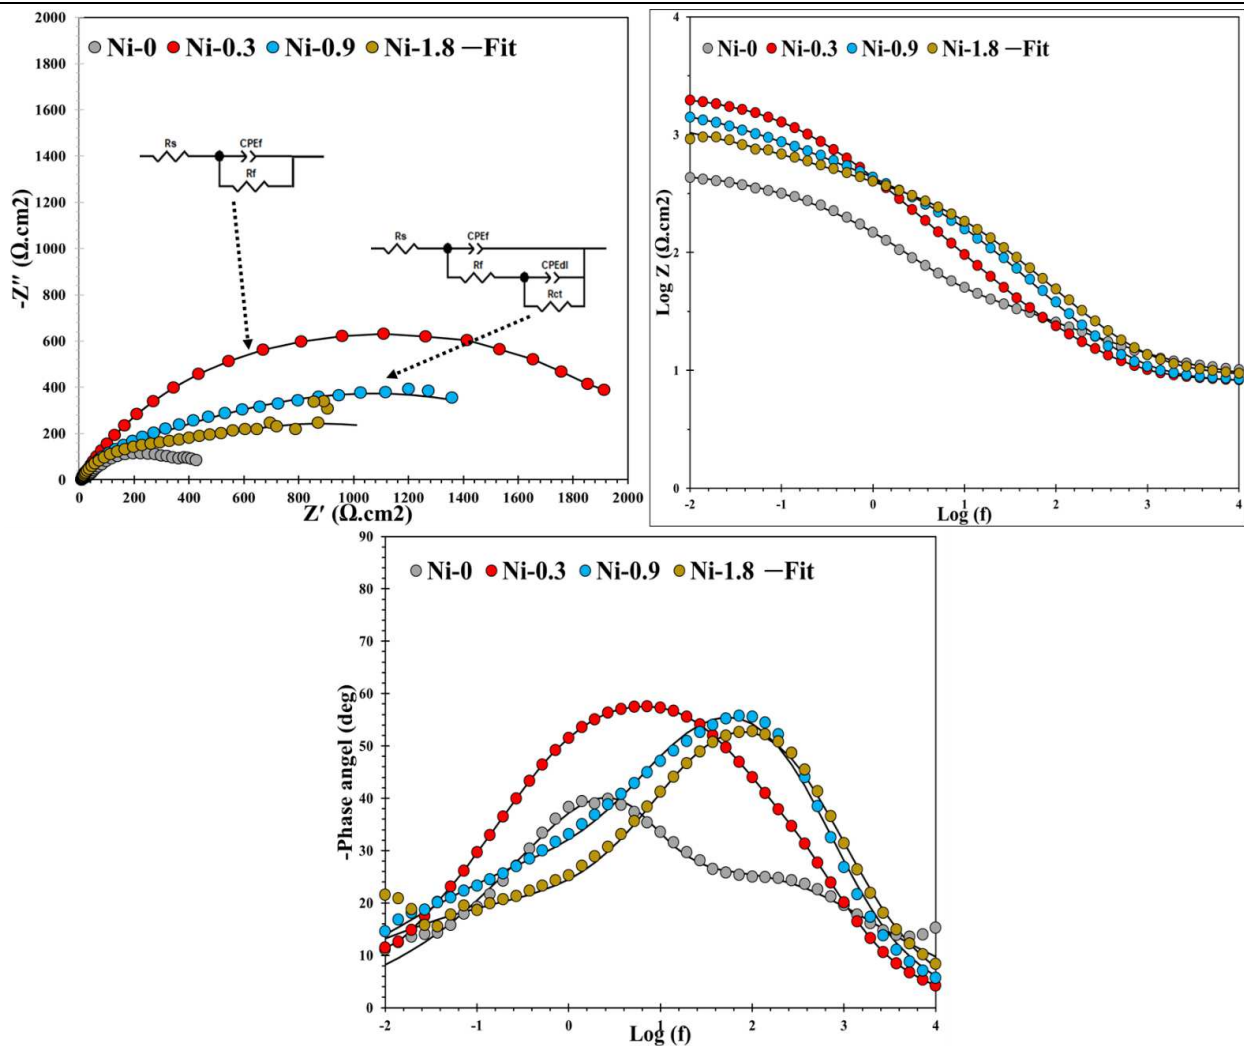 Ni-0 Ni-0.3 Ni-0.9 Ni-1.8 —Fit
2000
1800
1600
1400
1200
1000
800
600
400
200
0
-Z″ (Ω.cm2)
Rs CPEf
Rf
Rs CPEf
Rf CPEdl
Rct
0 200 400 600 800 1000 1200 1400 1600 1800 2000
Z′ (Ω.cm2)
Ni-0 Ni-0.3 Ni-0.9 Ni-1.8 —Fit
4
3
2
1
0
Log Z (Ω.cm2)
-2 -1 0 1 2 3 4
Log (f)
Ni-0 Ni-0.3 Ni-0.9 Ni-1.8 —Fit
90
80
70
60
50
40
30
20
10
0
-Phase angel (deg)
-2 -1 0 1 2 3 4
Log (f)